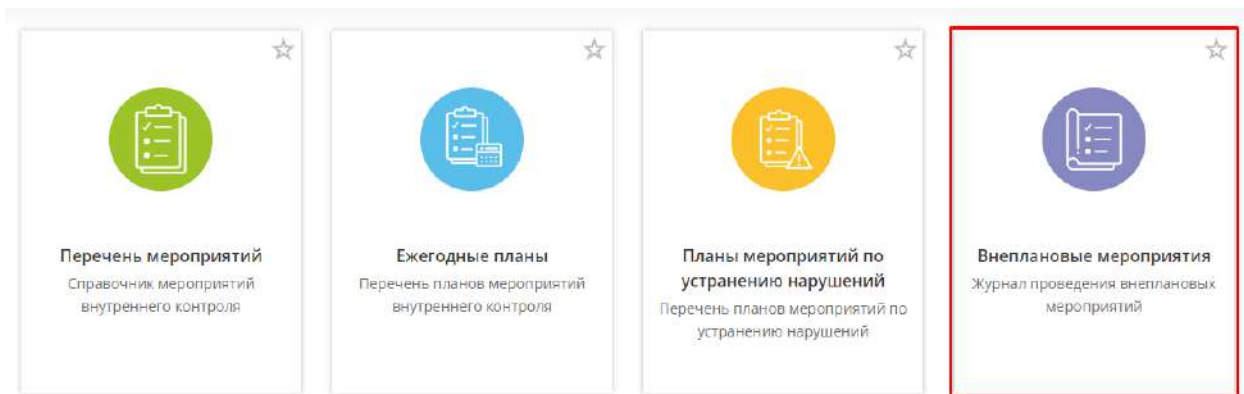 Перечень мероприятий
Справочник мероприятий
внутреннего контроля
Ежегодные планы
Перечень планов мероприятий
внутреннего контроля
Планы мероприятий по
устранению нарушений
Перечень планов мероприятий по
устранению нарушений
Внеплановые мероприятия
Журнал проведения внеплановых
мероприятий